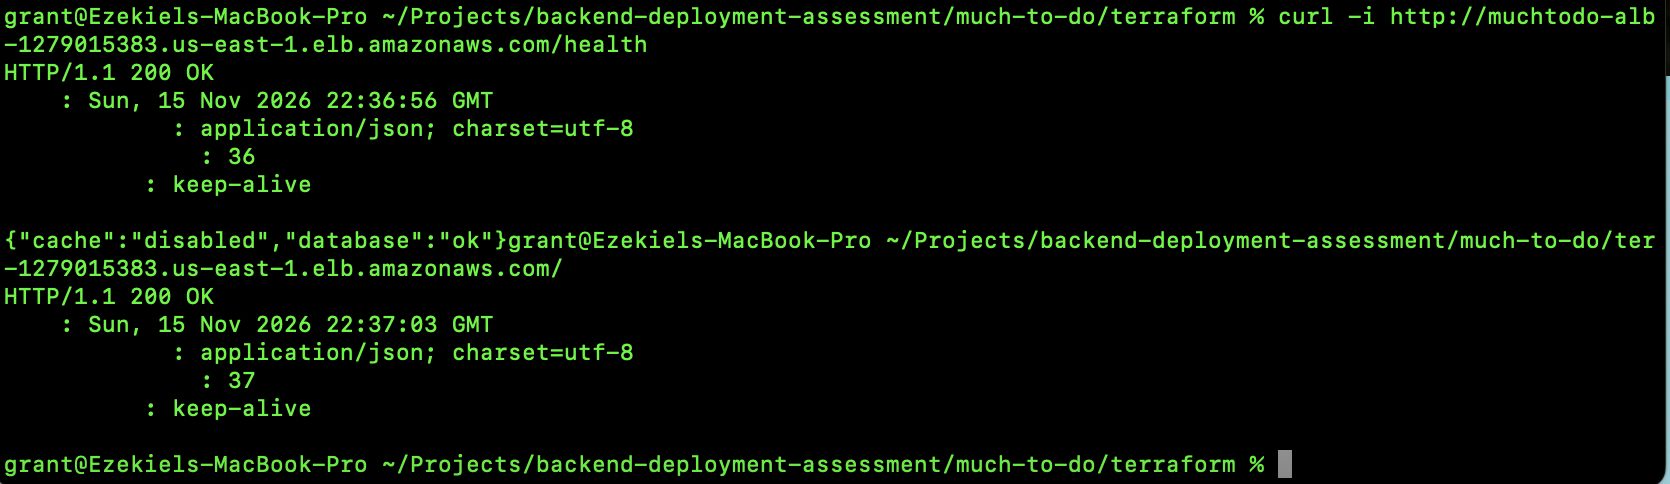 grant@Ezekiels-MacBook-Pro ~/Projects/backend-deployment-assessment/much-to-do/terraform % curl -i http://muchtodo-alb
-1279015383.us-east-1.elb.amazonaws.com/health
HTTP/1.1 200 OK
: Sun, 15 Nov 2026 22:36:56 GMT
: application/json; charset=utf-8
: 36
: keep-alive
{"cache":"disabled","database":"ok"}grant@Ezekiels-MacBook-Pro ~/Projects/backend-deployment-assessment/much-to-do/ter
-1279015383.us-east-1.elb.amazonaws.com/
HTTP/1.1 200 OK
: Sun, 15 Nov 2026 22:37:03 GMT
: application/json; charset=utf-8
: 37
: keep-alive
grant@Ezekiels-MacBook-Pro ~/Projects/backend-deployment-assessment/much-to-do/terraform %